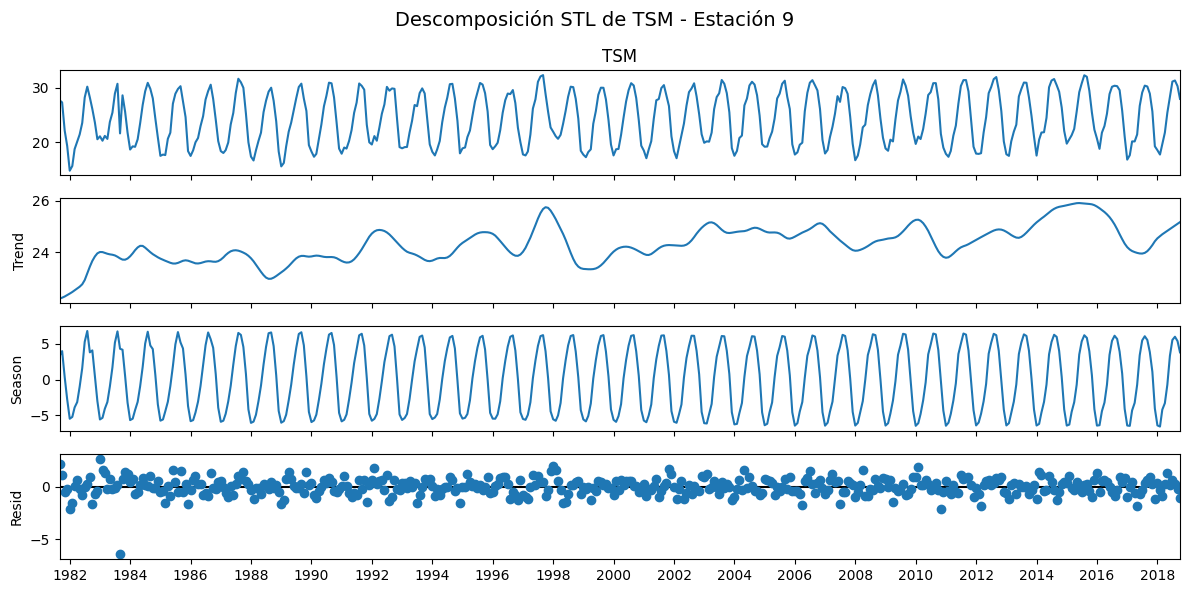 Descomposición STL de TSM - Estación 9
TSM
30
20
26
Trend
24
5
Season
0
−5
0
Resid
−5
1982 1984 1986 1988 1990 1992 1994 1996 1998 2000 2002 2004 2006 2008 2010 2012 2014 2016 2018